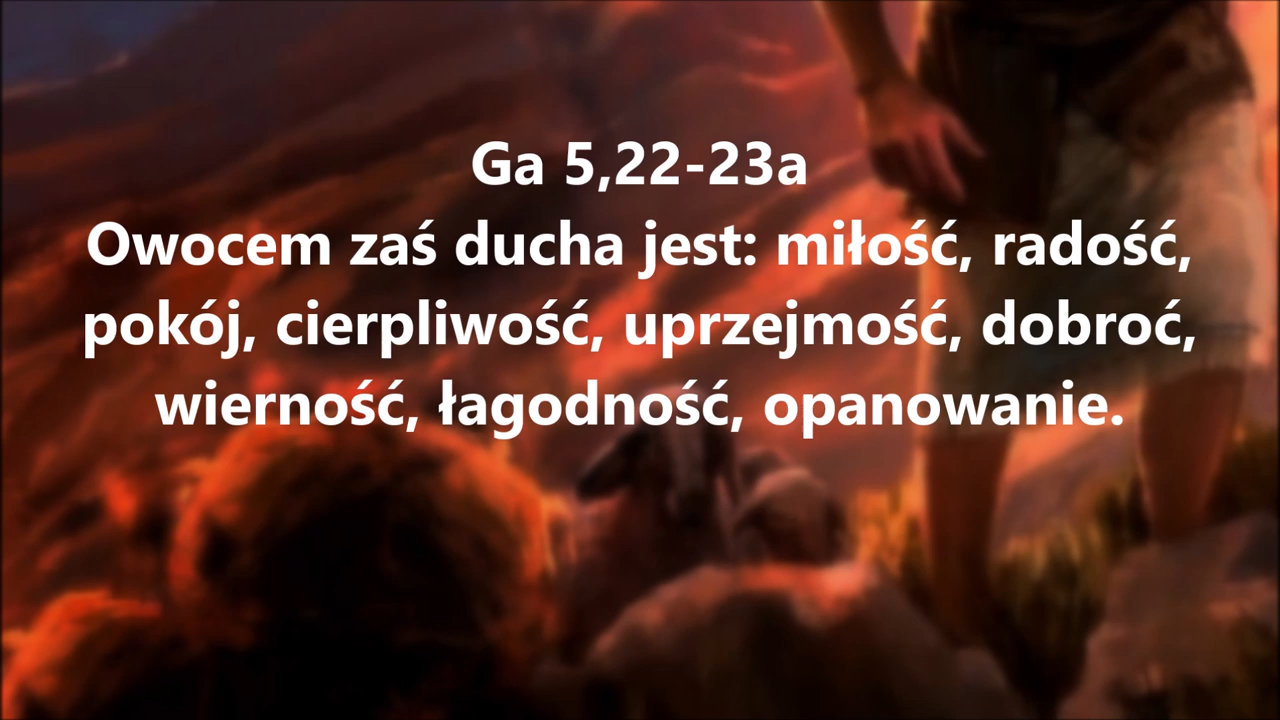 Ga 5,22-23a
Owocem zaś ducha jest: miłość, radość,
pokój, cierpliwość, uprzejmość, dobroć,
wierność, łagodność, opanowanie.